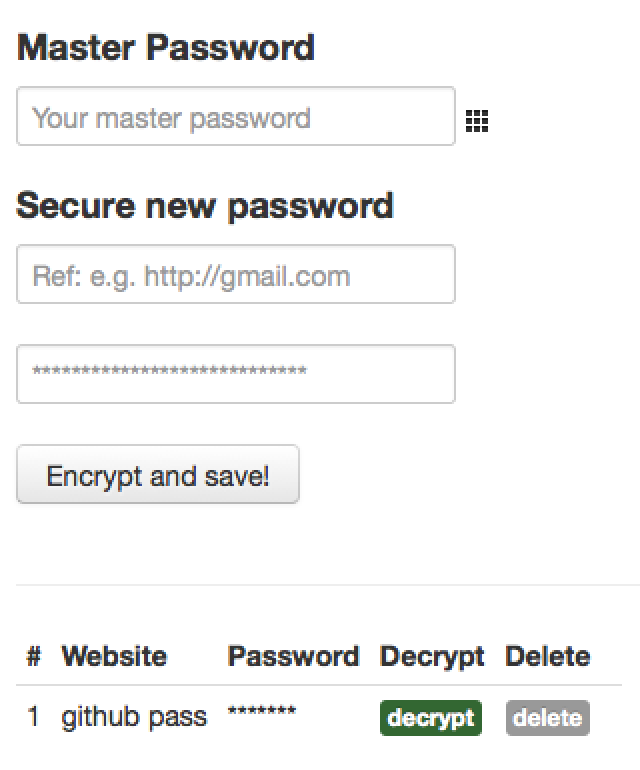 Master Password
Your master password
Secure new password
Ref: e.g. http://gmail.com
****************************
Encrypt and save!
# Website Password Decrypt Delete
1 github pass ******* decrypt delete